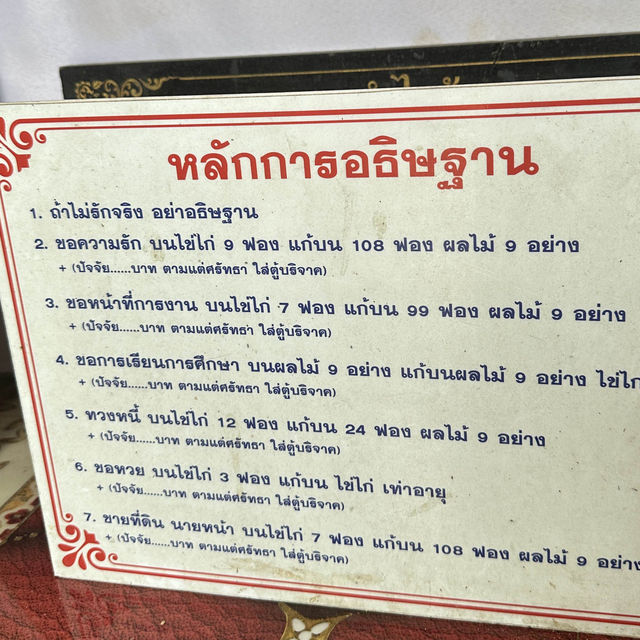 หลักการอธิษฐาน
1. ถ้าไม่รักจริง อย่าอธิษฐาน
2. ขอความรัก บนไข่ไก่ 9 ฟอง แก้บน 108 ฟอง ผลไม้ 9 อย่าง
+ (ปัจจัย......บาท ตามแต่ศรัทธา ใส่ตู้บริจาค)
3. ขอหน้าที่การงาน บนไข่ไก่ 7 ฟอง แก้บน 99 ฟอง ผลไม้ 9 อย่าง
+ (ปัจจัย......บาท ตามแต่ศรัทธา ใส่ตู้บริจาค)
4. ขอการเรียนการศึกษา บนผลไม้ 9 อย่าง แก้บนผลไม้ 9 อย่าง ไข่ไก่
+ (ปัจจัย......บาท ตามแต่ศรัทธา ใส่ตู้บริจาค)
5. ทวงหนี้ บนไข่ไก่ 12 ฟอง แก้บน 24 ฟอง ผลไม้ 9 อย่าง
+ (ปัจจัย......บาท ตามแต่ศรัทธา ใส่ตู้บริจาค)
6. ขอหวย บนไข่ไก่ 3 ฟอง แก้บน ไข่ไก่ เท่าอายุ
+ (ปัจจัย......บาท ตามแต่ศรัทธา ใส่ตู้บริจาค)
7. ขายที่ดิน นายหน้า บนไข่ไก่ 7 ฟอง แก้บน 108 ฟอง ผลไม้ 9 อย่าง
+ (ปัจจัย......บาท ตามแต่ศรัทธา ใส่ตู้บริจาค)